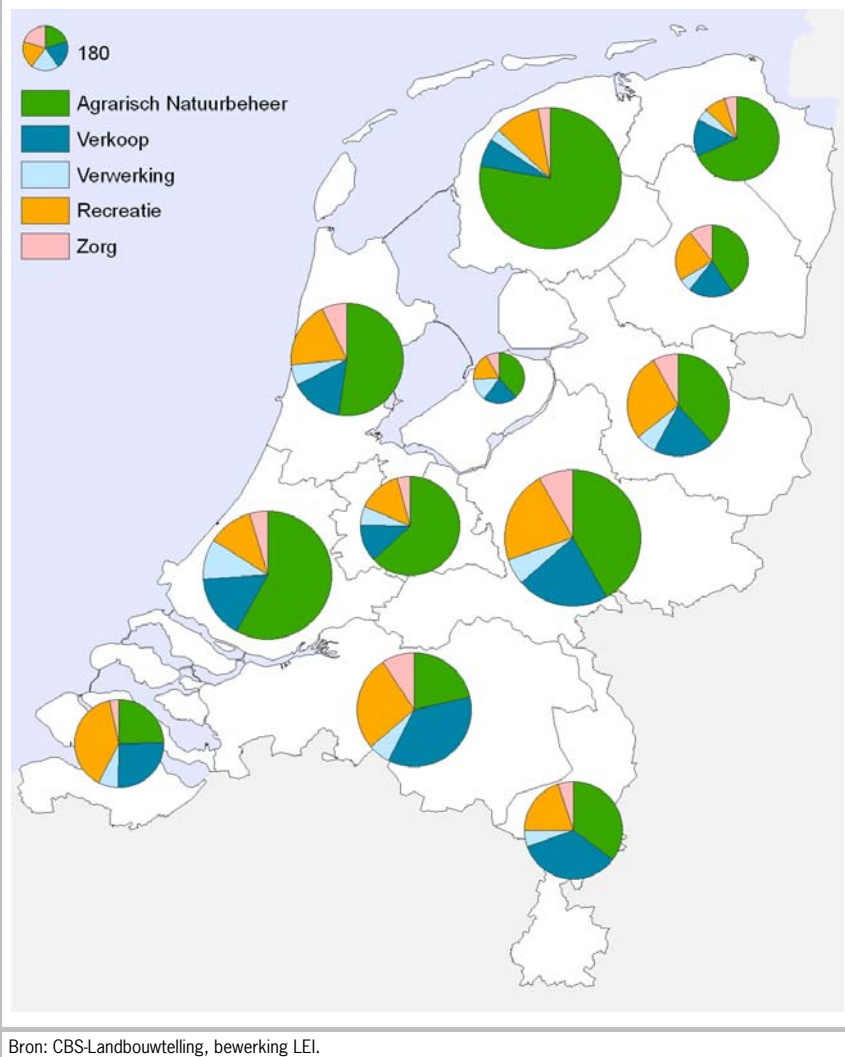 180
Agrarisch Natuurbeheer
Verkoop
Verwerking
Recreatie
Zorg
Bron: CBS-Landbouwtelling, bewerking LEI.